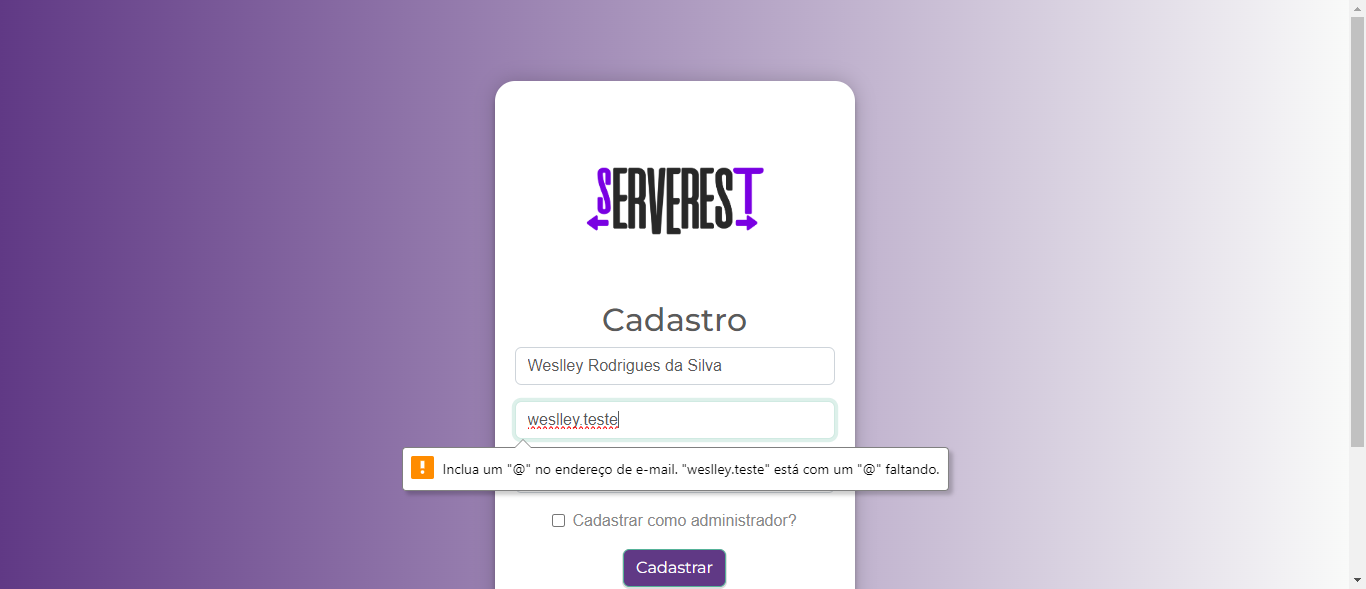 SERVEREST
Cadastro
Weslley Rodrigues da Silva
weslley.teste
Inclua um "@" no endereço de e-mail. "weslley.teste" está com um "@" faltando.
Cadastrar como administrador?
Cadastrar